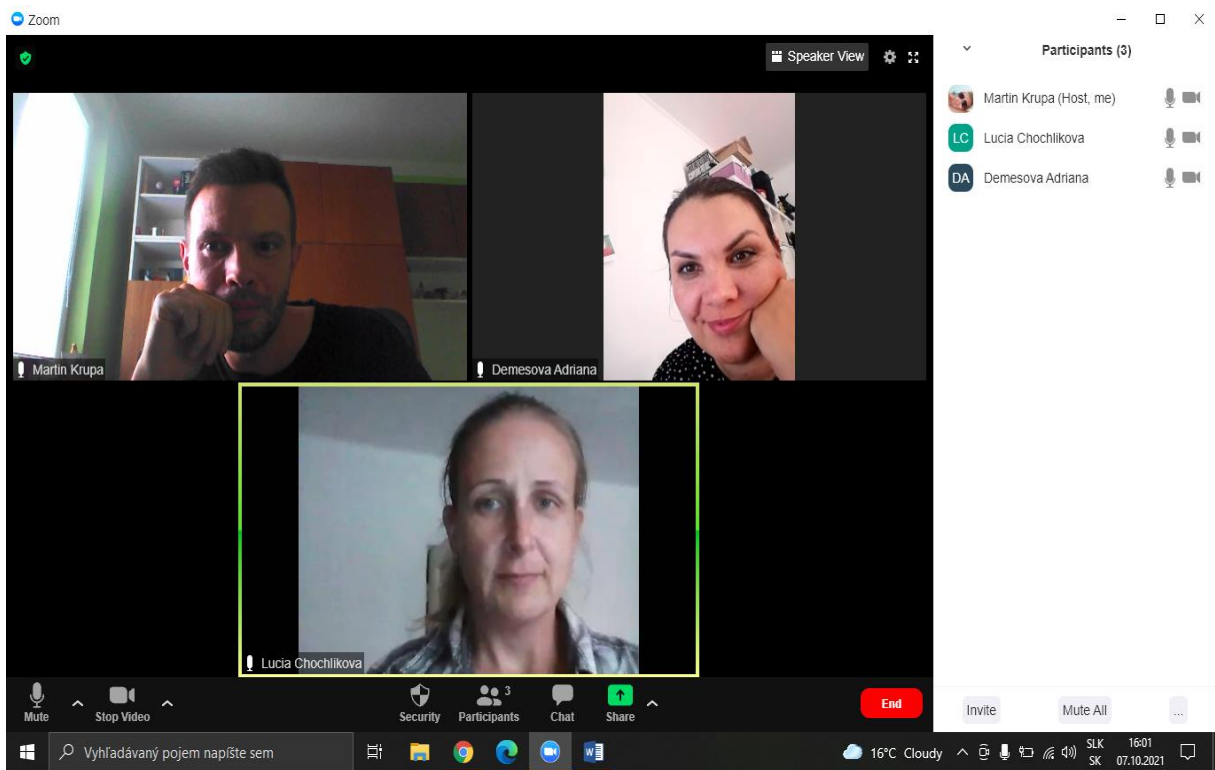 Zoom
Speaker View
Participants (3)
Martin Krupa (Host, me)
LC Lucia Chochlikova
DA Demesova Adriana
Martin Krupa
Demesova Adriana
Lucia Chochlikova
Mute
Stop Video
Security
Participants 3
Chat
Share
End
Invite
Mute All
...
Vyhľadávaný pojem napíšte sem
W
16°C Cloudy
SLK
SK
16:01
07.10.2021